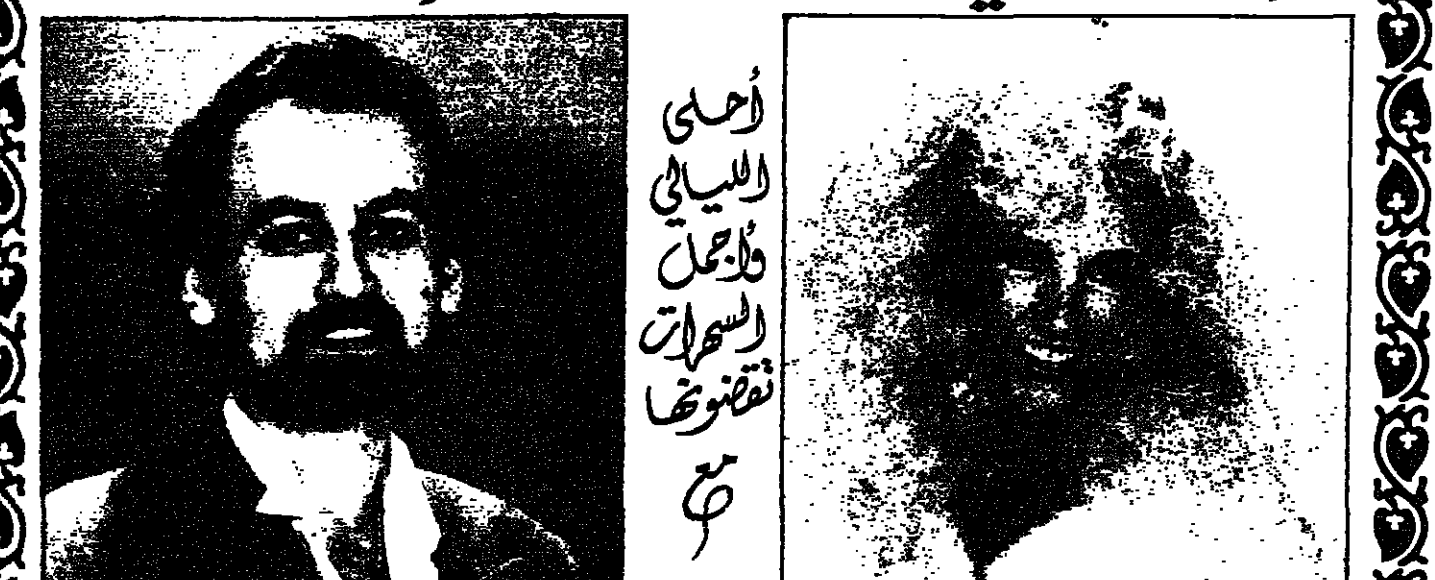 أحلى
الليالي
وأجمل
السهرات
تقضونها
مع